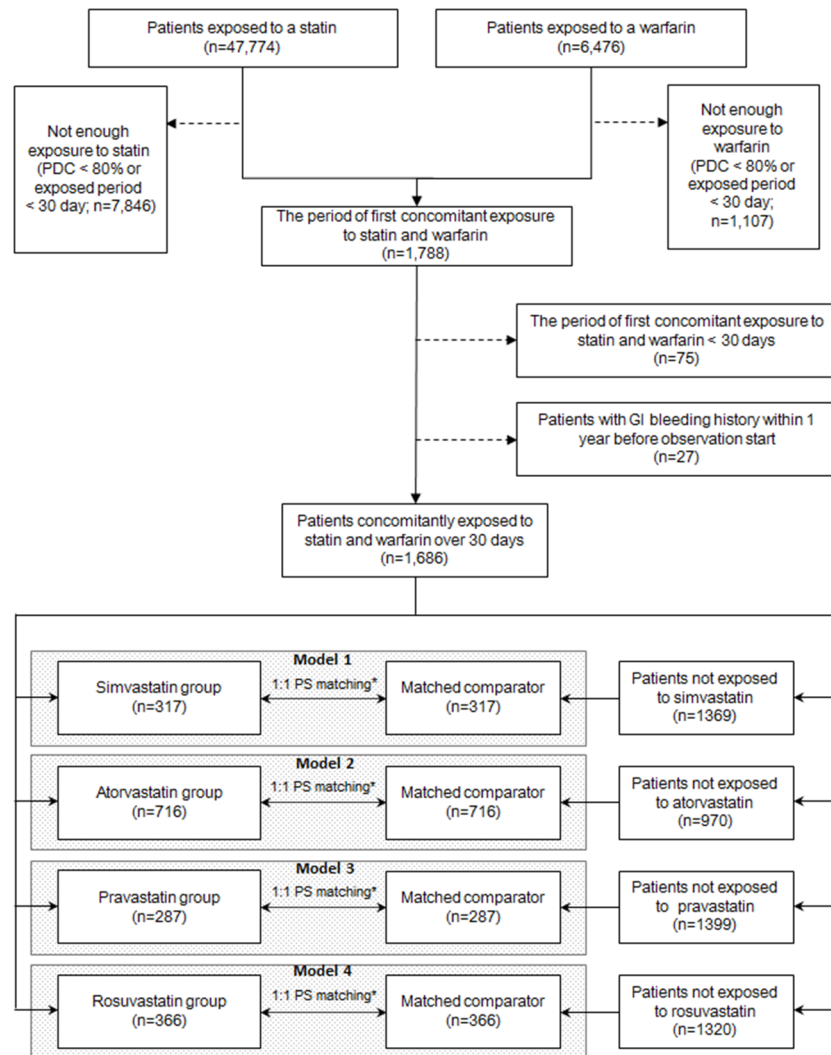 Patients exposed to a statin
(n=47,774)
Patients exposed to a warfarin
(n=6,476)
Not enough
exposure to statin
(PDC < 80% or
exposed period
< 30 day; n=7,846)
Not enough
exposure to
warfarin
(PDC < 80% or
exposed period
< 30 day;
n=1,107)
The period of first concomitant exposure
to statin and warfarin
(n=1,788)
The period of first concomitant exposure to
statin and warfarin < 30 days
(n=75)
Patients with GI bleeding history within 1
year before observation start
(n=27)
Patients concomitantly exposed to
statin and warfarin over 30 days
(n=1,686)
Model 1
Simvastatin group
(n=317)
1:1 PS matching*
Matched comparator
(n=317)
Patients not exposed
to simvastatin
(n=1369)
Model 2
Atorvastatin group
(n=716)
1:1 PS matching*
Matched comparator
(n=716)
Patients not exposed
to atorvastatin
(n=970)
Model 3
Pravastatin group
(n=287)
1:1 PS matching*
Matched comparator
(n=287)
Patients not exposed
to pravastatin
(n=1399)
Model 4
Rosuvastatin group
(n=366)
1:1 PS matching*
Matched comparator
(n=366)
Patients not exposed
to rosuvastatin
(n=1320)